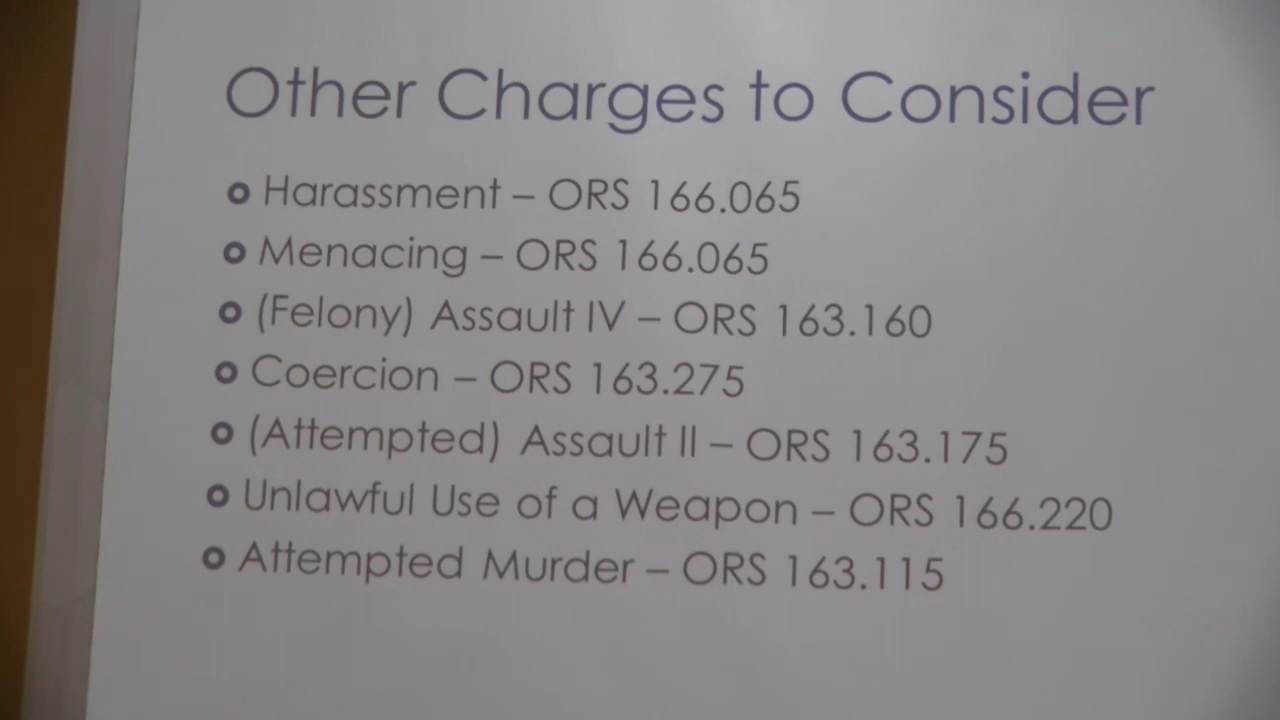 Other Charges to Consider
Harassment – ORS 166.065
Menacing – ORS 166.065
(Felony) Assault IV – ORS 163.160
Coercion – ORS 163.275
(Attempted) Assault II – ORS 163.175
Unlawful Use of a Weapon – ORS 166.220
Attempted Murder – ORS 163.115